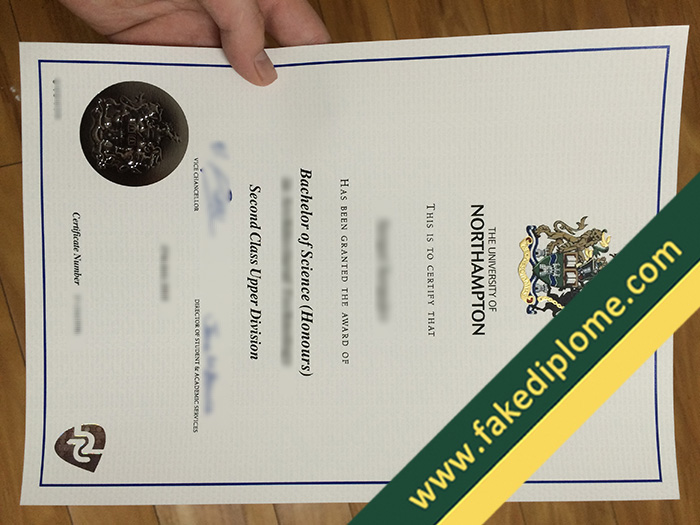 THE UNIVERSITY OF
NORTHAMPTON
THIS IS TO CERTIFY THAT
HAS BEEN GRANTED THE AWARD OF
Bachelor of Science (Honours)
Second Class Upper Division
VICE CHANCELLOR
DIRECTOR OF STUDENT & ACADEMIC SERVICES
Certificate Number
www.fakediplome.com